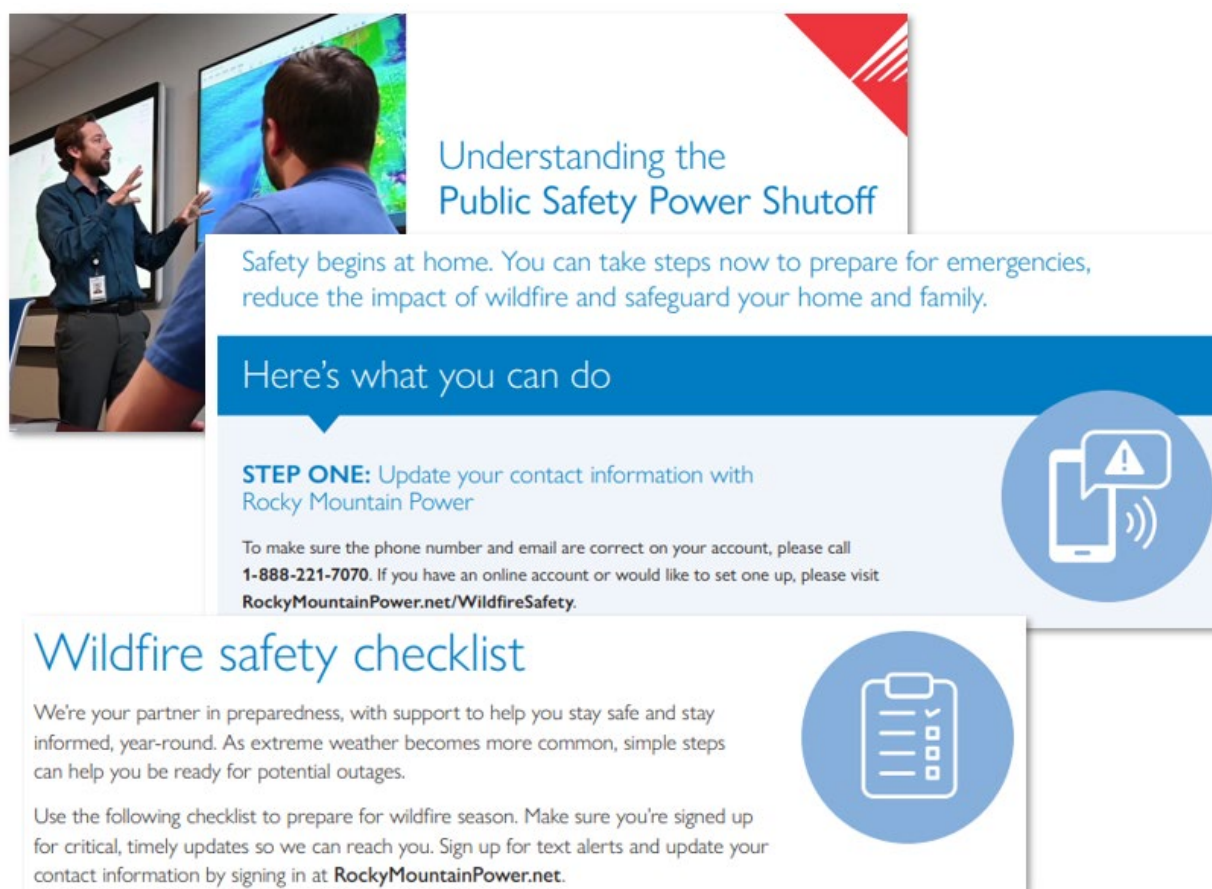 Understanding the
Public Safety Power Shutoff
Safety begins at home. You can take steps now to prepare for emergencies,
reduce the impact of wildfire and safeguard your home and family.
Here’s what you can do
STEP ONE: Update your contact information with
Rocky Mountain Power
To make sure the phone number and email are correct on your account, please call
1-888-221-7070. If you have an online account or would like to set one up, please visit
RockyMountainPower.net/WildfireSafety.
Wildfire safety checklist
We’re your partner in preparedness, with support to help you stay safe and stay
informed, year-round. As extreme weather becomes more common, simple steps
can help you be ready for potential outages.
Use the following checklist to prepare for wildfire season. Make sure you’re signed up
for critical, timely updates so we can reach you. Sign up for text alerts and update your
contact information by signing in at RockyMountainPower.net.